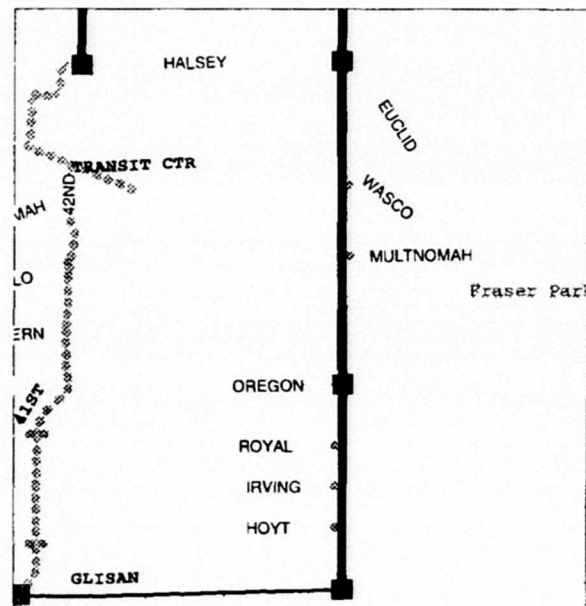 HALSEY
EUCLID
TRANSIT CTR
WASCO
42ND
MAH
MULTNOMAH
LO
Fraser Park
ERN
OREGON
41ST
ROYAL
IRVING
HOYT
GLISAN